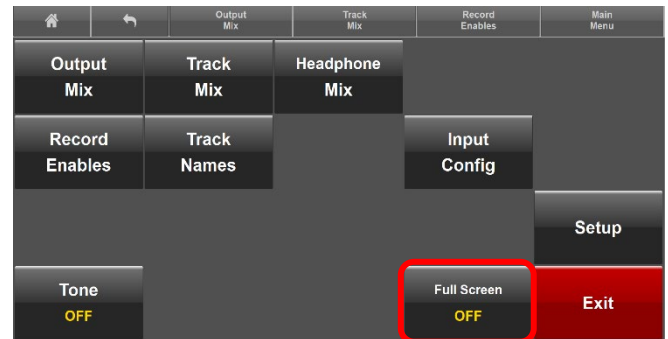 Output Track Record Main
Mix Mix Enables Menu
Output Track Headphone
Mix Mix Mix
Record Track Input
Enables Names Config
Setup
Tone Full Screen Exit
OFF OFF